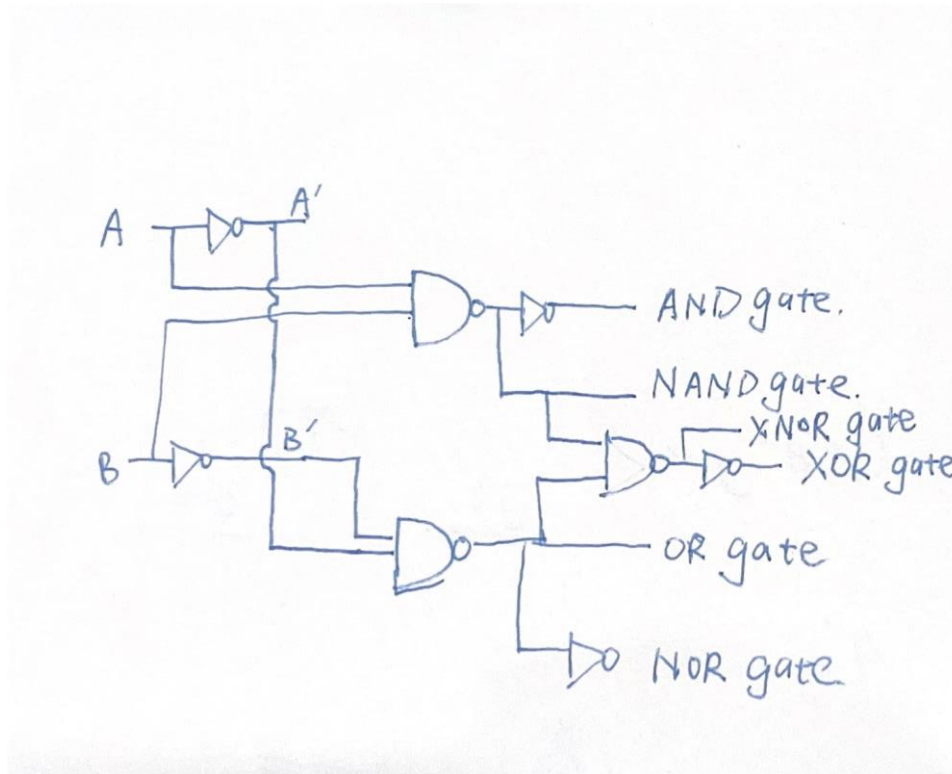 A
A'
AND gate.
NAND gate.
XNOR gate
B
B'
XOR gate
OR gate
NOR gate